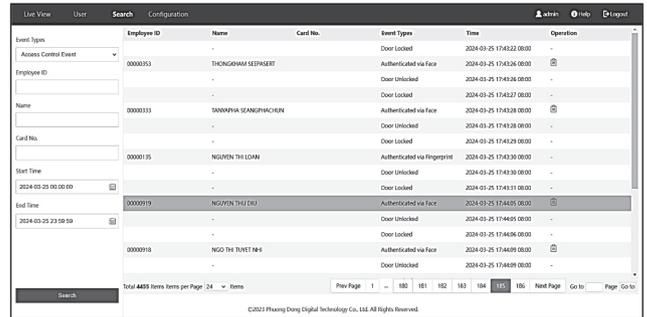 Live View User Search Configuration admin Help Logout
Event Types
Access Control Event
Employee ID
Name
Card No.
Start Time
2024-03-25 00:00:00
End Time
2024-03-25 23:59:59
Search
Employee ID Name Card No. Event Types Time Operation
- Door Locked 2024-03-25 17:43:22 08:00 -
00000353 THONGKHAM SEEPASERT Authenticated via Face 2024-03-25 17:43:26 08:00
- Door Unlocked 2024-03-25 17:43:26 08:00 -
- Door Locked 2024-03-25 17:43:27 08:00 -
00000333 TANYAPHA SEANGPHACHUN Authenticated via Face 2024-03-25 17:43:28 08:00
- Door Unlocked 2024-03-25 17:43:28 08:00 -
- Door Locked 2024-03-25 17:43:29 08:00 -
00000135 NGUYEN THI LOAN Authenticated via Fingerprint 2024-03-25 17:43:30 08:00
- Door Unlocked 2024-03-25 17:43:30 08:00 -
- Door Locked 2024-03-25 17:43:31 08:00 -
00000919 NGUYEN THU DIU Authenticated via Face 2024-03-25 17:44:05 08:00
- Door Unlocked 2024-03-25 17:44:05 08:00 -
- Door Locked 2024-03-25 17:44:06 08:00 -
00000918 NGO THI TUYET NHI Authenticated via Face 2024-03-25 17:44:09 08:00
- Door Unlocked 2024-03-25 17:44:09 08:00 -
Total 4455 Items Items per Page 24 Items Prev Page 1 ... 180 181 182 183 184 185 186 Next Page Go to Page Go to
©2023 Phuong Dong Digital Technology Co., Ltd. All Rights Reserved.